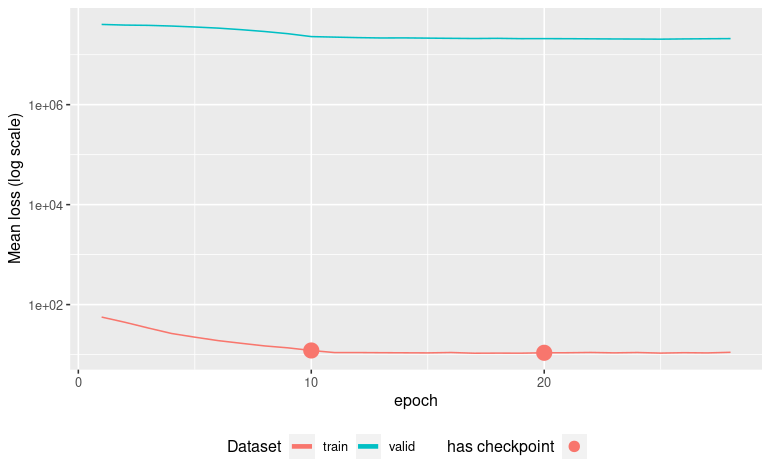 Mean loss (log scale)
1e+06
1e+04
1e+02
0
10
20
epoch
Dataset train valid has checkpoint